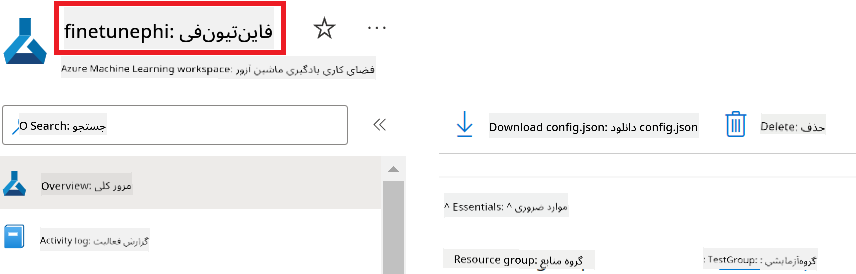 finetunephi: فاین‌تیون‌فی
Azure Machine Learning workspace: فضای کاری یادگیری ماشین آزور
O Search: جستجو
Download config.json: دانلود config.json
Delete: حذف
Overview: مرور کلی
^ Essentials: ^ موارد ضروری
Activity log: گزارش فعالیت
Resource group: گروه منابع
: TestGroup: گروه‌آزمایشی :